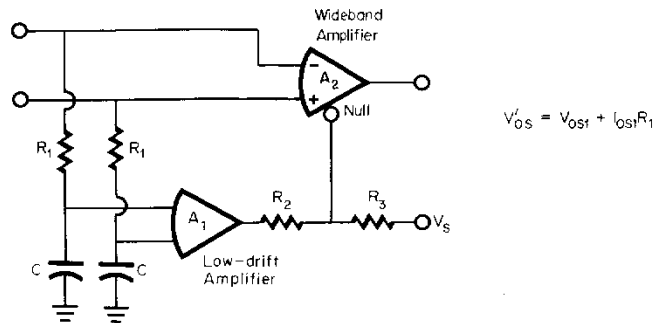 Wideband
Amplifier
−
A2
+
Null
V'OS = VOS1 + IOS1R1
R1
R1
A1
R2
R3
VS
C
C
Low-drift
Amplifier